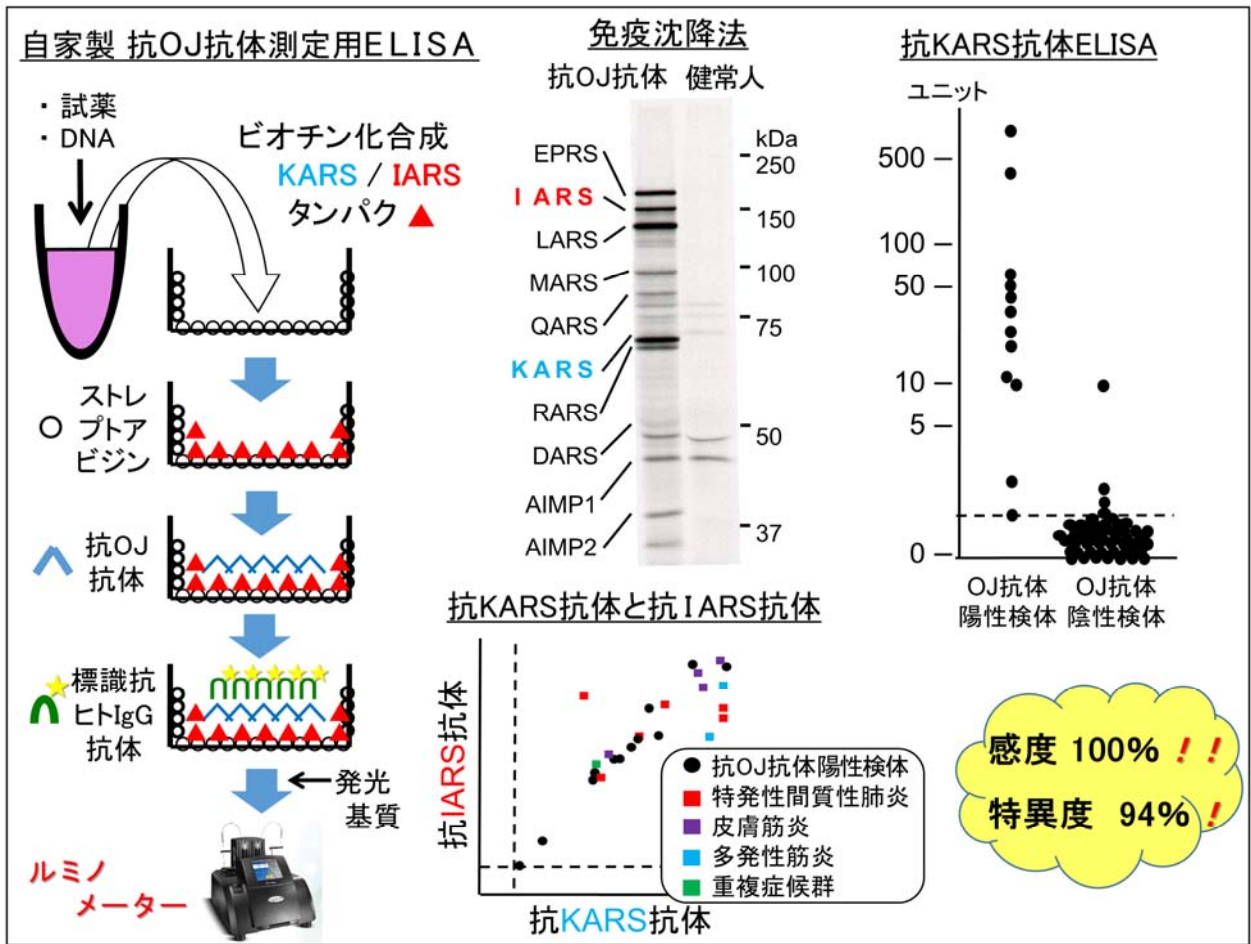 自家製 抗OJ抗体測定用ELISA
・試薬
・DNA
ビオチン化合成
KARS / IARS
タンパク
ストレ
プトア
ビジン
抗OJ
抗体
標識抗
ヒトIgG
抗体
発光
基質
ルミノ
メーター
免疫沈降法
抗OJ抗体 健常人
kDa
EPRS
IARS
LARS
MARS
QARS
KARS
RARS
DARS
AIMP1
AIMP2
250
150
100
75
50
37
抗KARS抗体ELISA
ユニット
500
100
50
10
5
0
OJ抗体
陽性検体
OJ抗体
陰性検体
抗KARS抗体と抗IARS抗体
抗IARS抗体
抗KARS抗体
抗OJ抗体陽性検体
特発性間質性肺炎
皮膚筋炎
多発性筋炎
重複症候群
感度 100% !!
特異度 94% !